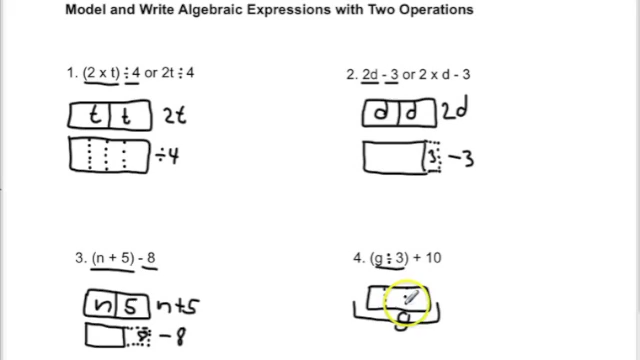 Model and Write Algebraic Expressions with Two Operations
1. (2 x t) ÷ 4 or 2t ÷ 4
t t 2t
÷4
2. 2d - 3 or 2 x d - 3
d d 2d
3 -3
3. (n + 5) - 8
n 5 n+5
-8
4. (g ÷ 3) + 10
g